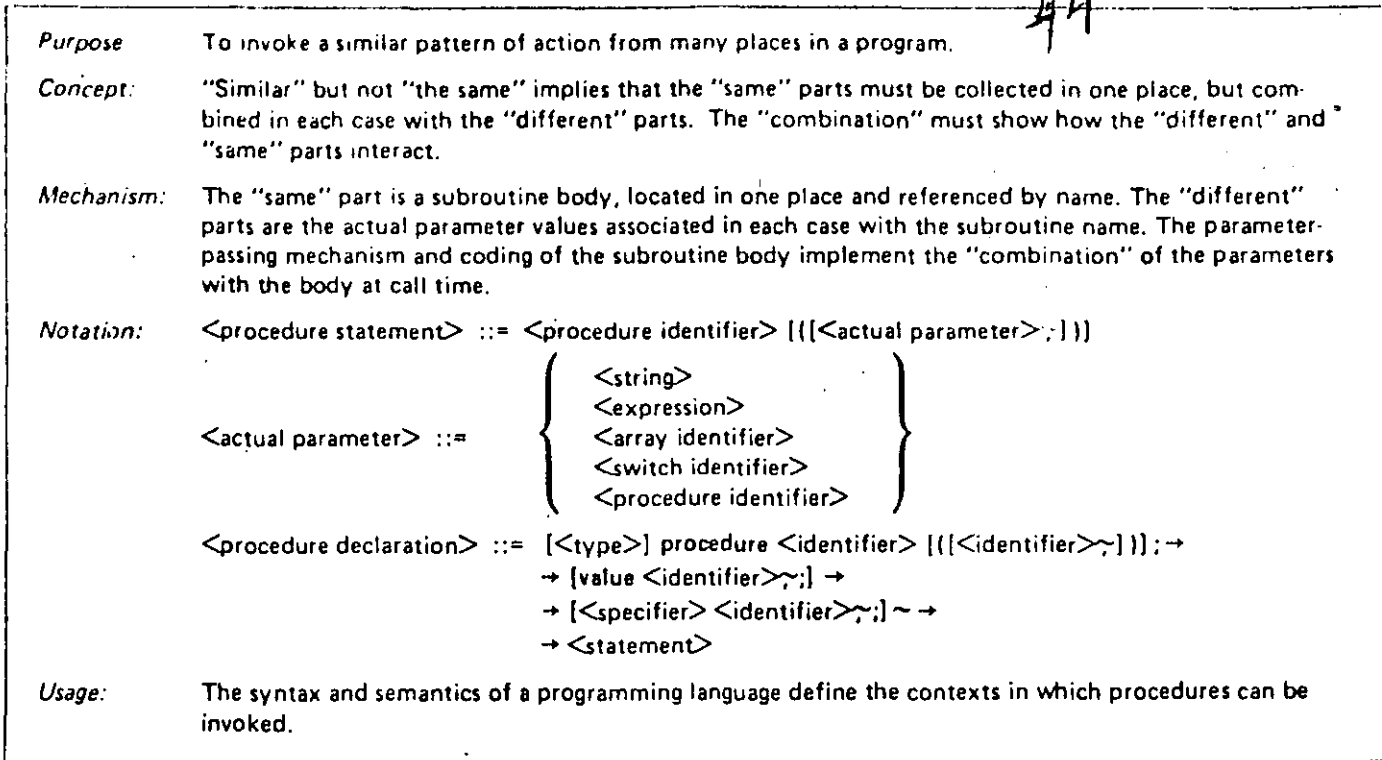 44
Purpose To invoke a similar pattern of action from many places in a program.
Concept: "Similar" but not "the same" implies that the "same" parts must be collected in one place, but com-
bined in each case with the "different" parts. The "combination" must show how the "different" and
"same" parts interact.
Mechanism: The "same" part is a subroutine body, located in one place and referenced by name. The "different"
parts are the actual parameter values associated in each case with the subroutine name. The parameter-
passing mechanism and coding of the subroutine body implement the "combination" of the parameters
with the body at call time.
Notation: <procedure statement> ::= <procedure identifier> [([<actual parameter> ~,])]
<string>
<expression>
<actual parameter> ::= { <array identifier> }
<switch identifier>
<procedure identifier>
<procedure declaration> ::= [<type>] procedure <identifier> [([<identifier>~,])] ; →
→ [value <identifier>~,;] →
→ [<specifier> <identifier>~,;] ~ →
→ <statement>
Usage: The syntax and semantics of a programming language define the contexts in which procedures can be
invoked.